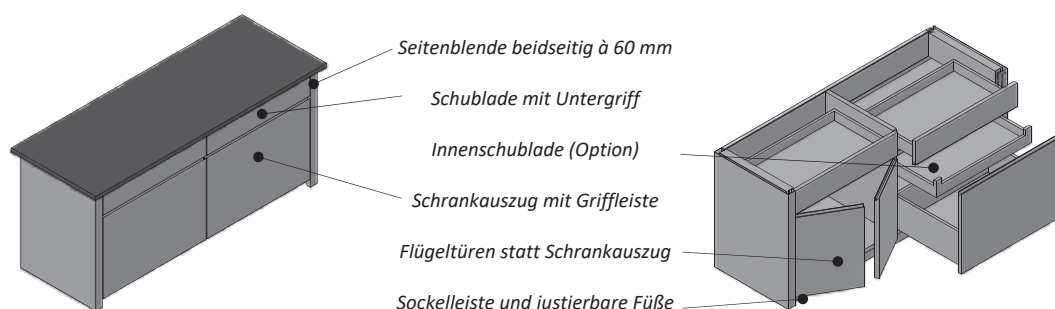 Seitenblende beidseitig à 60 mm
Schublade mit Untergriff
Innenschublade (Option)
Schrankauszug mit Griffleiste
Flügeltüren statt Schrankauszug
Sockelleiste und justierbare Füße